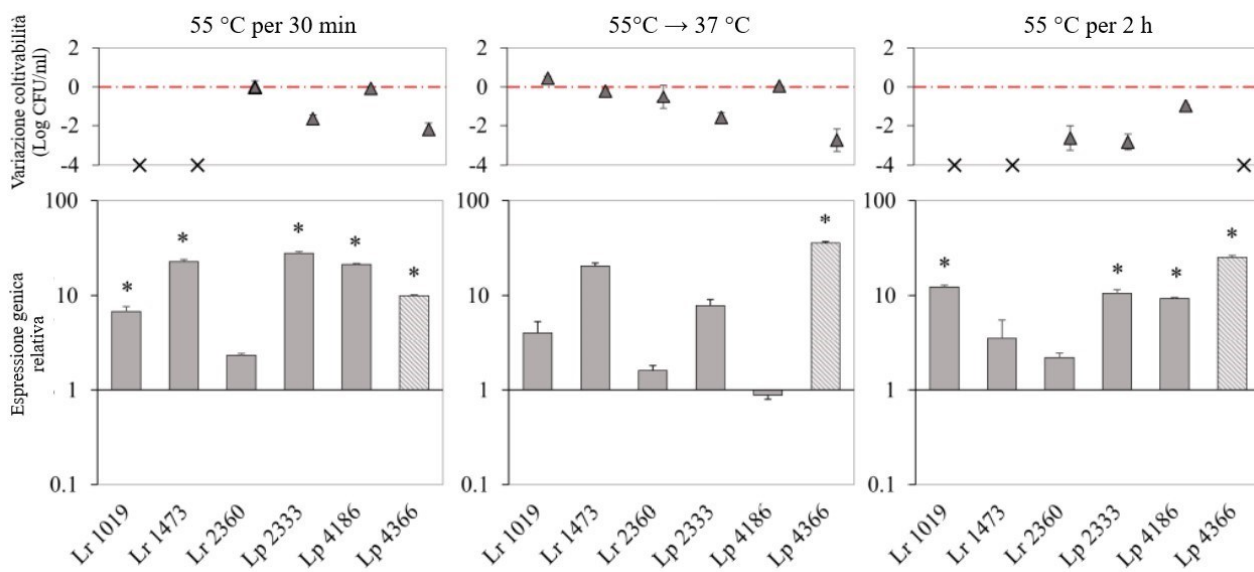 55 °C per 30 min
55°C → 37 °C
55 °C per 2 h
Variazione coltivabilità
(Log CFU/ml)
2
0
-2
-4
2
0
-2
-4
2
0
-2
-4
Espressione genica
relativa
100
10
1
0.1
100
10
1
0.1
100
10
1
0.1
* * * * *
*
* * * *
Lr 1019
Lr 1473
Lr 2360
Lp 2333
Lp 4186
Lp 4366
Lr 1019
Lr 1473
Lr 2360
Lp 2333
Lp 4186
Lp 4366
Lr 1019
Lr 1473
Lr 2360
Lp 2333
Lp 4186
Lp 4366